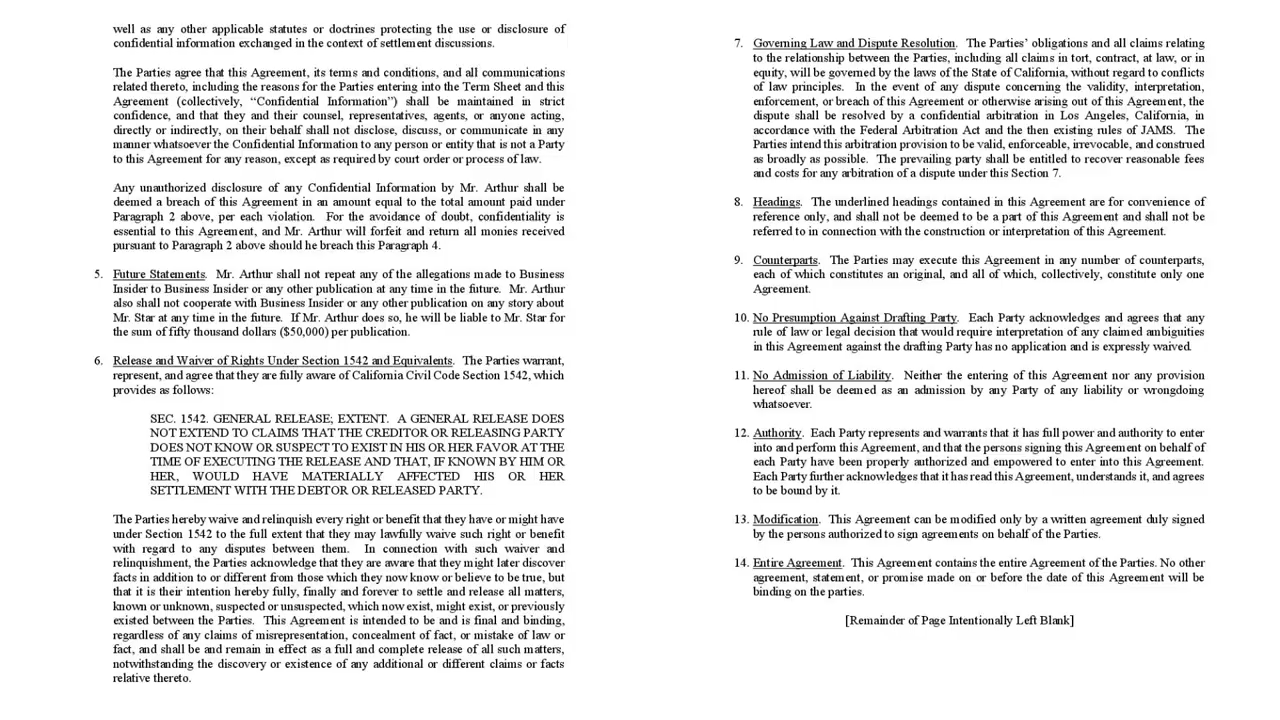 well as any other applicable statutes or doctrines protecting the use or disclosure of
confidential information exchanged in the context of settlement discussions.
The Parties agree that this Agreement, its terms and conditions, and all communications
related thereto, including the reasons for the Parties entering into the Term Sheet and this
Agreement (collectively, “Confidential Information”) shall be maintained in strict
confidence, and that they and their counsel, representatives, agents, or anyone acting,
directly or indirectly, on their behalf shall not disclose, discuss, or communicate in any
manner whatsoever the Confidential Information to any person or entity that is not a Party
to this Agreement for any reason, except as required by court order or process of law.
Any unauthorized disclosure of any Confidential Information by Mr. Arthur shall be
deemed a breach of this Agreement in an amount equal to the total amount paid under
Paragraph 2 above, per each violation. For the avoidance of doubt, confidentiality is
essential to this Agreement, and Mr. Arthur will forfeit and return all monies received
pursuant to Paragraph 2 above should he breach this Paragraph 4.
5. Future Statements. Mr. Arthur shall not repeat any of the allegations made to Business
Insider to Business Insider or any other publication at any time in the future. Mr. Arthur
also shall not cooperate with Business Insider or any other publication on any story about
Mr. Star at any time in the future. If Mr. Arthur does so, he will be liable to Mr. Star for
the sum of fifty thousand dollars ($50,000) per publication.
6. Release and Waiver of Rights Under Section 1542 and Equivalents. The Parties warrant,
represent, and agree that they are fully aware of California Civil Code Section 1542, which
provides as follows:
SEC. 1542. GENERAL RELEASE; EXTENT. A GENERAL RELEASE DOES
NOT EXTEND TO CLAIMS THAT THE CREDITOR OR RELEASING PARTY
DOES NOT KNOW OR SUSPECT TO EXIST IN HIS OR HER FAVOR AT THE
TIME OF EXECUTING THE RELEASE AND THAT, IF KNOWN BY HIM OR
HER, WOULD HAVE MATERIALLY AFFECTED HIS OR HER
SETTLEMENT WITH THE DEBTOR OR RELEASED PARTY.
The Parties hereby waive and relinquish every right or benefit that they have or might have
under Section 1542 to the full extent that they may lawfully waive such right or benefit
with regard to any disputes between them. In connection with such waiver and
relinquishment, the Parties acknowledge that they are aware that they might later discover
facts in addition to or different from those which they now know or believe to be true, but
that it is their intention hereby fully, finally and forever to settle and release all matters,
known or unknown, suspected or unsuspected, which now exist, might exist, or previously
existed between the Parties. This Agreement is intended to be and is final and binding,
regardless of any claims of misrepresentation, concealment of fact, or mistake of law or
fact, and shall be and remain in effect as a full and complete release of all such matters,
notwithstanding the discovery or existence of any additional or different claims or facts
relative thereto.
7. Governing Law and Dispute Resolution. The Parties’ obligations and all claims relating
to the relationship between the Parties, including all claims in tort, contract, at law, or in
equity, will be governed by the laws of the State of California, without regard to conflicts
of law principles. In the event of any dispute concerning the validity, interpretation,
enforcement, or breach of this Agreement or otherwise arising out of this Agreement, the
dispute shall be resolved by a confidential arbitration in Los Angeles, California, in
accordance with the Federal Arbitration Act and the then existing rules of JAMS. The
Parties intend this arbitration provision to be valid, enforceable, irrevocable, and construed
as broadly as possible. The prevailing party shall be entitled to recover reasonable fees
and costs for any arbitration of a dispute under this Section 7.
8. Headings. The underlined headings contained in this Agreement are for convenience of
reference only, and shall not be deemed to be a part of this Agreement and shall not be
referred to in connection with the construction or interpretation of this Agreement.
9. Counterparts. The Parties may execute this Agreement in any number of counterparts,
each of which constitutes an original, and all of which, collectively, constitute only one
Agreement.
10. No Presumption Against Drafting Party. Each Party acknowledges and agrees that any
rule of law or legal decision that would require interpretation of any claimed ambiguities
in this Agreement against the drafting Party has no application and is expressly waived.
11. No Admission of Liability. Neither the entering of this Agreement nor any provision
hereof shall be deemed as an admission by any Party of any liability or wrongdoing
whatsoever.
12. Authority. Each Party represents and warrants that it has full power and authority to enter
into and perform this Agreement, and that the persons signing this Agreement on behalf of
each Party have been properly authorized and empowered to enter into this Agreement.
Each Party further acknowledges that it has read this Agreement, understands it, and agrees
to be bound by it.
13. Modification. This Agreement can be modified only by a written agreement duly signed
by the persons authorized to sign agreements on behalf of the Parties.
14. Entire Agreement. This Agreement contains the entire Agreement of the Parties. No other
agreement, statement, or promise made on or before the date of this Agreement will be
binding on the parties.
[Remainder of Page Intentionally Left Blank]